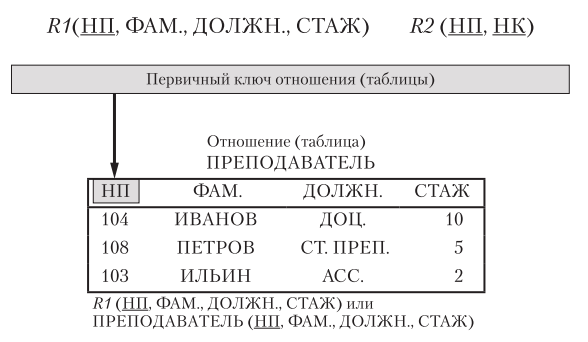 R1(НП, ФАМ., ДОЛЖН., СТАЖ) R2 (НП, НК)
Первичный ключ отношения (таблицы)
Отношение (таблица)
ПРЕПОДАВАТЕЛЬ
НП ФАМ. ДОЛЖН. СТАЖ
104 ИВАНОВ ДОЦ. 10
108 ПЕТРОВ СТ. ПРЕП. 5
103 ИЛЬИН АСС. 2
R1 (НП, ФАМ., ДОЛЖН., СТАЖ) или
ПРЕПОДАВАТЕЛЬ (НП, ФАМ., ДОЛЖН., СТАЖ)